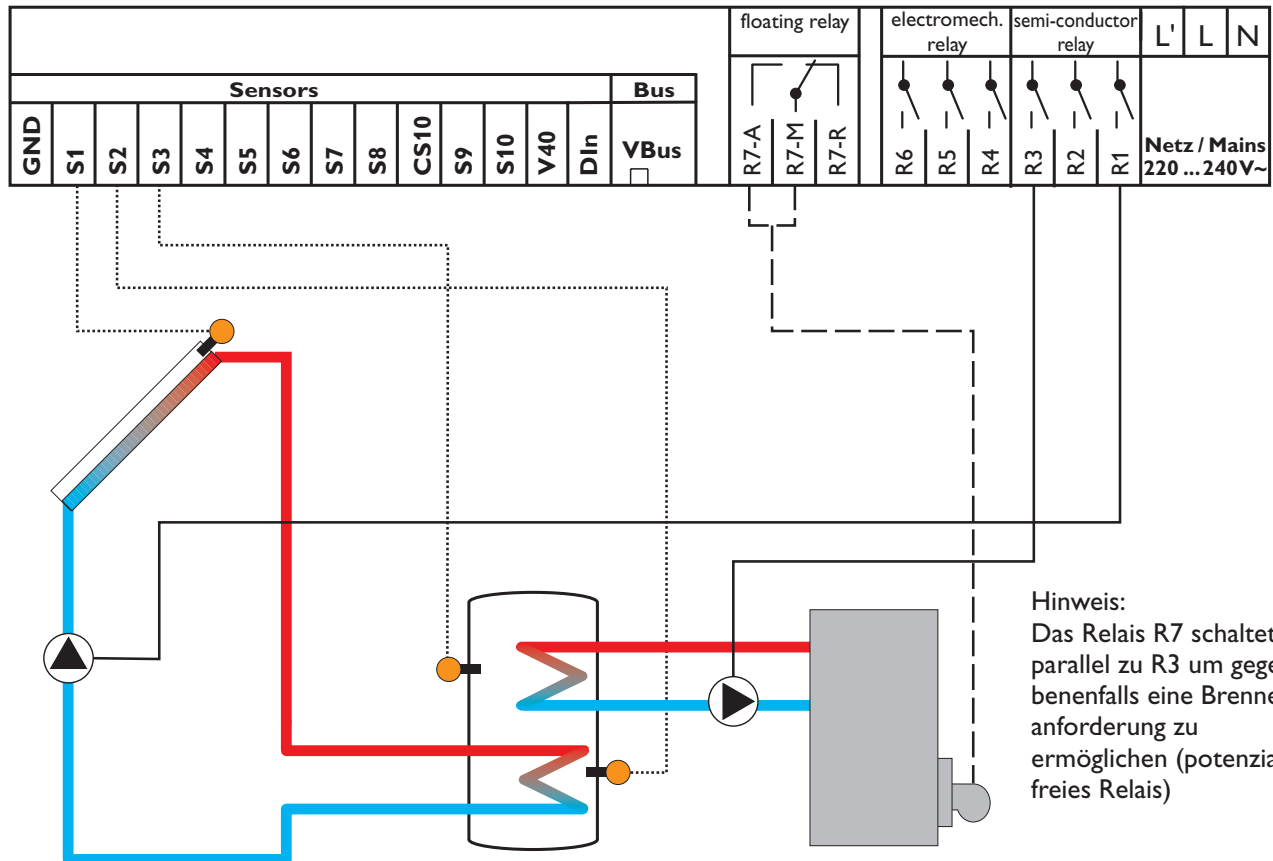 floating relay
electromech. relay
semi-conductor relay
L' L N
Sensors
Bus
GND S1 S2 S3 S4 S5 S6 S7 S8 CS10 S9 S10 V40 DIn
VBus
R7-A R7-M R7-R
R6 R5 R4 R3 R2 R1
Netz / Mains
220 ... 240 V~
Hinweis:
Das Relais R7 schaltet
parallel zu R3 um gege
benenfalls eine Brenne
anforderung zu
ermöglichen (potenzia
freies Relais)